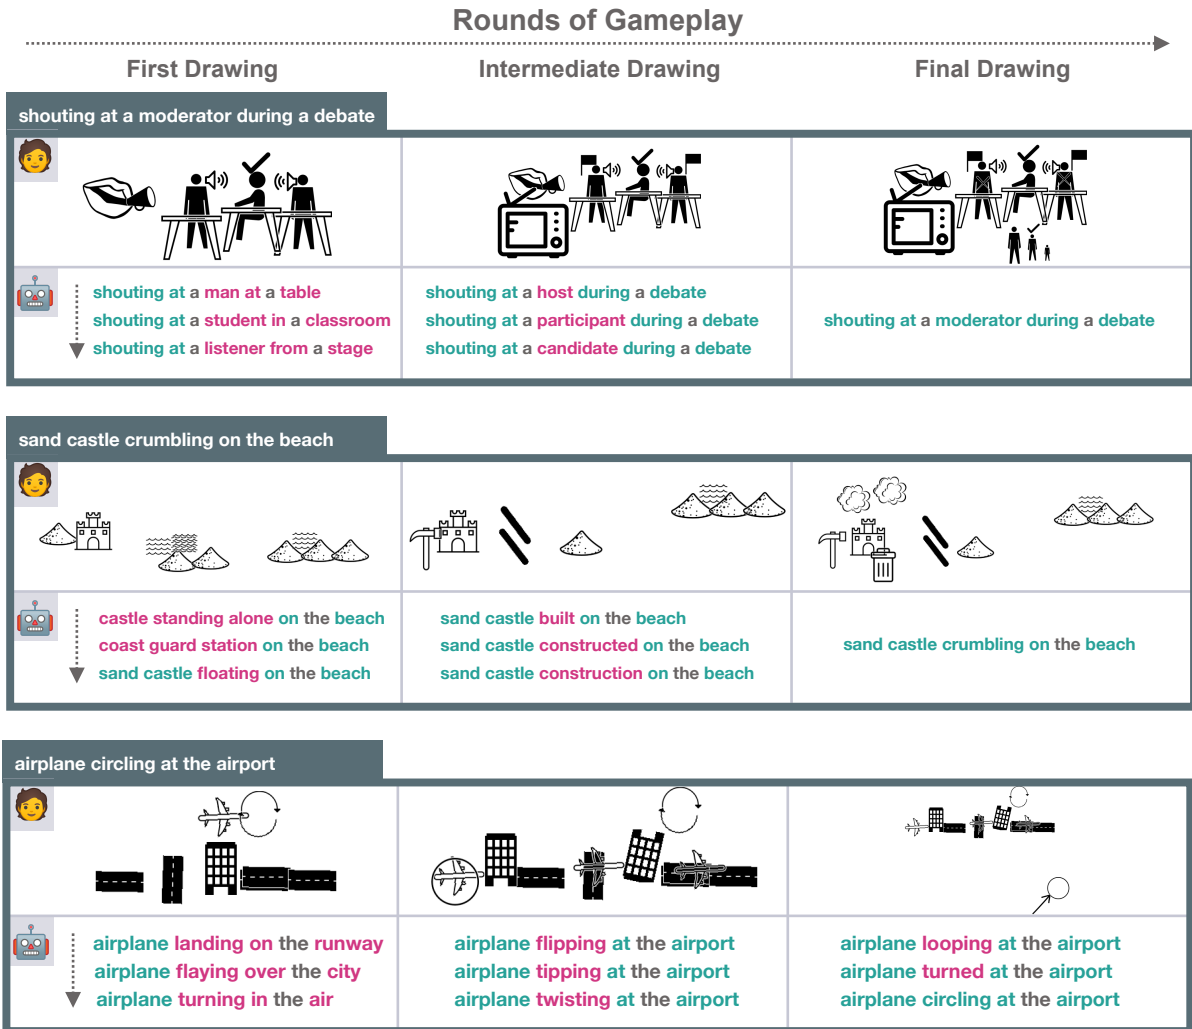 Rounds of Gameplay
First Drawing
Intermediate Drawing
Final Drawing
shouting at a moderator during a debate
shouting at a man at a table
shouting at a student in a classroom
shouting at a listener from a stage
shouting at a host during a debate
shouting at a participant during a debate
shouting at a candidate during a debate
shouting at a moderator during a debate
sand castle crumbling on the beach
castle standing alone on the beach
coast guard station on the beach
sand castle floating on the beach
sand castle built on the beach
sand castle constructed on the beach
sand castle construction on the beach
sand castle crumbling on the beach
airplane circling at the airport
airplane landing on the runway
airplane flaying over the city
airplane turning in the air
airplane flipping at the airport
airplane tipping at the airport
airplane twisting at the airport
airplane looping at the airport
airplane turned at the airport
airplane circling at the airport